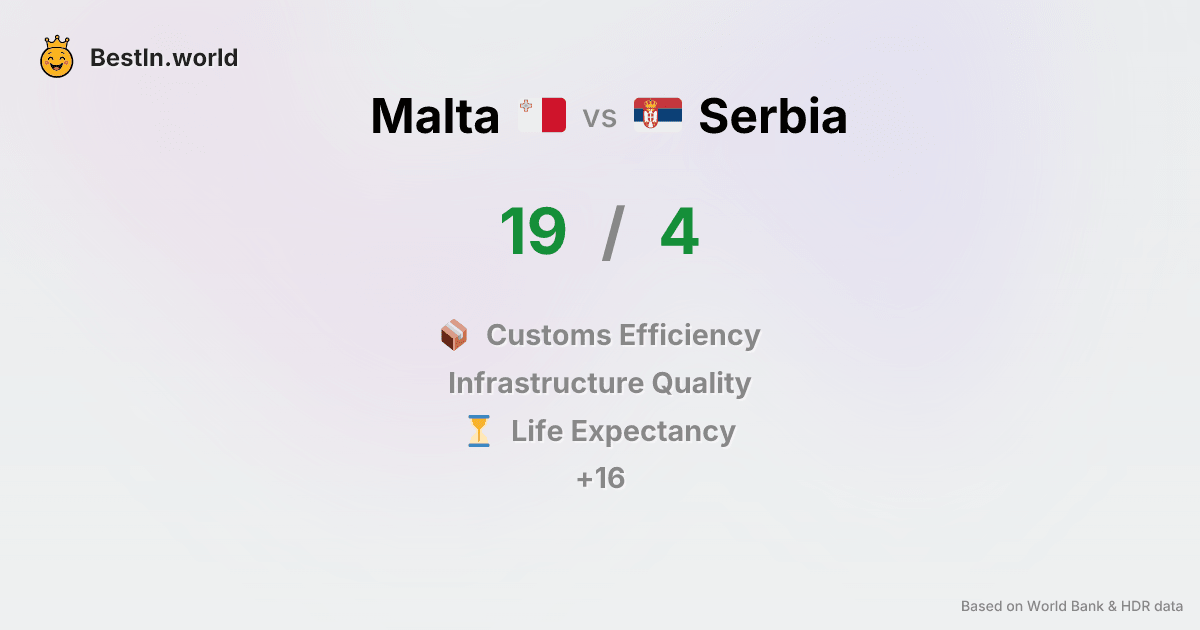 BestIn.world
Malta vs Serbia
19 / 4
Customs Efficiency
Infrastructure Quality
Life Expectancy
+16
Based on World Bank & HDR data